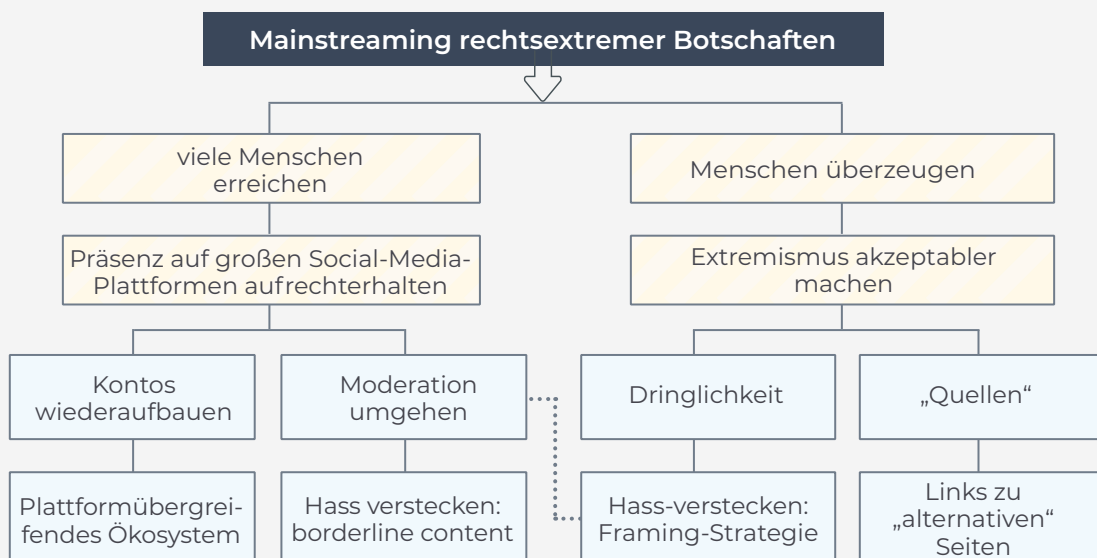 Mainstreaming rechtsextremer Botschaften
viele Menschen
erreichen
Menschen überzeugen
Präsenz auf großen Social-Media-
Plattformen aufrechterhalten
Extremismus akzeptabler
machen
Kontos
wiederaufbauen
Moderation
umgehen
Dringlichkeit
„Quellen“
Plattformübergrei-
fendes Ökosystem
Hass verstecken:
borderline content
Hass-verstecken:
Framing-Strategie
Links zu
„alternativen“
Seiten